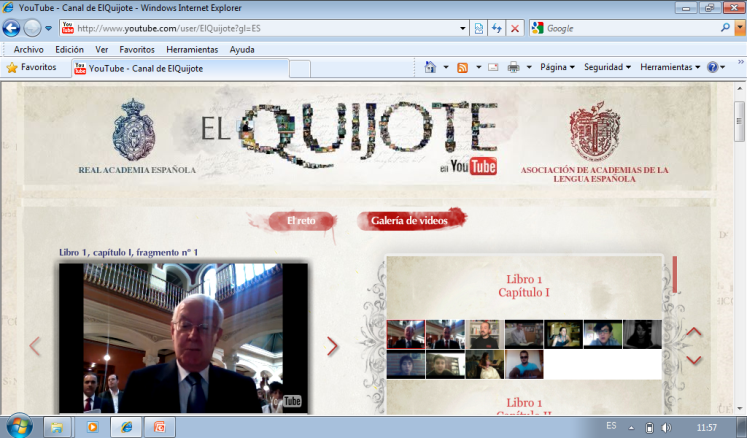 YouTube - Canal de ElQuijote - Windows Internet Explorer
http://www.youtube.com/user/ElQuijote?gl=ES
Google
Archivo Edición Ver Favoritos Herramientas Ayuda
Favoritos
YouTube - Canal de ElQuijote
Página Seguridad Herramientas
EL QUIJOTE
en YouTube
REAL ACADEMIA ESPAÑOLA
ASOCIACIÓN DE ACADEMIAS DE LA
LENGUA ESPAÑOLA
El reto
Galería de videos
Libro 1, capítulo I, fragmento nº 1
Libro 1
Capítulo I
You Tube
Libro 1
Capítulo II
ES
11:57